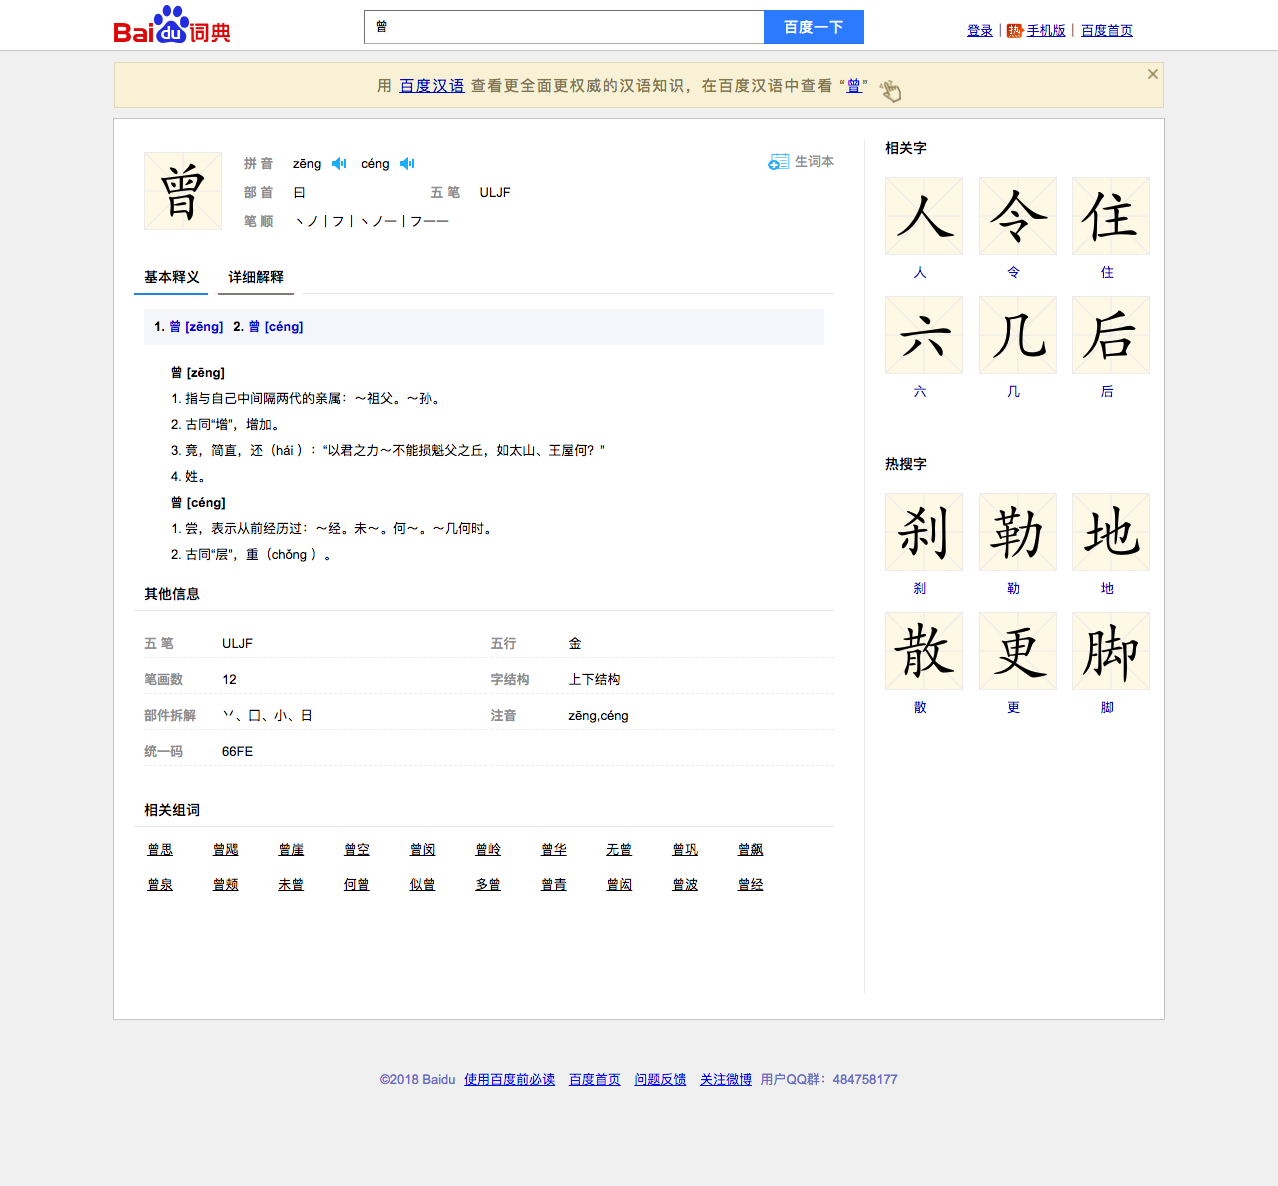 Bai du 词典
曾
百度一下
登录 | 热 手机版 | 百度首页
用 百度汉语 查看更全面更权威的汉语知识，在百度汉语中查看 “曾”
曾
拼 音 zēng céng
生词本
部 首 曰 五 笔 ULJF
笔 顺 丶ノ丨フ丨丶ノ一丨フ一一
基本释义 详细解释
1. 曾 [zēng] 2. 曾 [céng]
曾 [zēng]
1. 指与自己中间隔两代的亲属：～祖父。～孙。
2. 古同“增”，增加。
3. 竟，简直，还（hái ）：“以君之力～不能损魁父之丘，如太山、王屋何？”
4. 姓。
曾 [céng]
1. 尝，表示从前经历过：～经。未～。何～。～几何时。
2. 古同“层”，重（chǒng ）。
其他信息
五 笔 ULJF 五行 金
笔画数 12 字结构 上下结构
部件拆解 丷、囗、小、日 注音 zēng,céng
统一码 66FE
相关组词
曾思 曾飔 曾崖 曾空 曾闵 曾岭 曾华 无曾 曾巩 曾飙
曾泉 曾颊 未曾 何曾 似曾 多曾 曾青 曾闳 曾波 曾经
相关字
人 令 住
人 令 住
六 几 后
六 几 后
热搜字
刹 勒 地
刹 勒 地
散 更 脚
散 更 脚
©2018 Baidu 使用百度前必读 百度首页 问题反馈 关注微博 用户QQ群：484758177